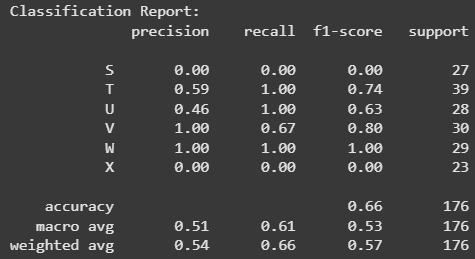 Classification Report:
precision recall f1-score support
S 0.00 0.00 0.00 27
T 0.59 1.00 0.74 39
U 0.46 1.00 0.63 28
V 1.00 0.67 0.80 30
W 1.00 1.00 1.00 29
X 0.00 0.00 0.00 23
accuracy 0.66 176
macro avg 0.51 0.61 0.53 176
weighted avg 0.54 0.66 0.57 176